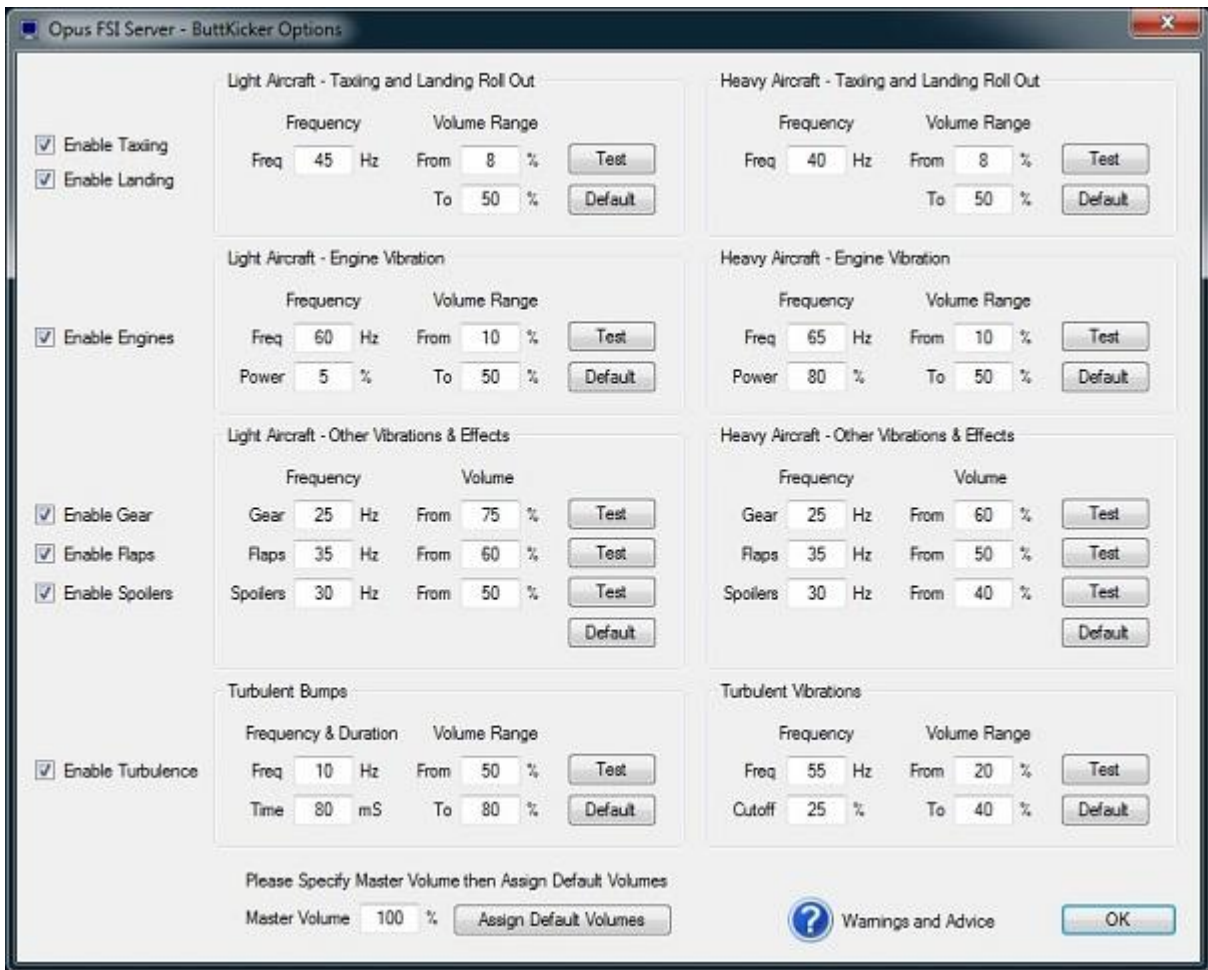 Opus FSI Server - ButtKicker Options
Enable Taxiing
Enable Landing
Light Aircraft - Taxiing and Landing Roll Out
Frequency Volume Range
Freq 45 Hz From 8 % Test
To 50 % Default
Heavy Aircraft - Taxiing and Landing Roll Out
Frequency Volume Range
Freq 40 Hz From 8 % Test
To 50 % Default
Enable Engines
Light Aircraft - Engine Vibration
Frequency Volume Range
Freq 60 Hz From 10 % Test
Power 5 % To 50 % Default
Heavy Aircraft - Engine Vibration
Frequency Volume Range
Freq 65 Hz From 10 % Test
Power 80 % To 50 % Default
Enable Gear
Enable Flaps
Enable Spoilers
Light Aircraft - Other Vibrations & Effects
Frequency Volume
Gear 25 Hz From 75 % Test
Flaps 35 Hz From 60 % Test
Spoilers 30 Hz From 50 % Test
Default
Heavy Aircraft - Other Vibrations & Effects
Frequency Volume
Gear 25 Hz From 60 % Test
Flaps 35 Hz From 50 % Test
Spoilers 30 Hz From 40 % Test
Default
Enable Turbulence
Turbulent Bumps
Frequency & Duration Volume Range
Freq 10 Hz From 50 % Test
Time 80 mS To 80 % Default
Turbulent Vibrations
Frequency Volume Range
Freq 55 Hz From 20 % Test
Cutoff 25 % To 40 % Default
Please Specify Master Volume then Assign Default Volumes
Master Volume 100 % Assign Default Volumes
? Warnings and Advice OK